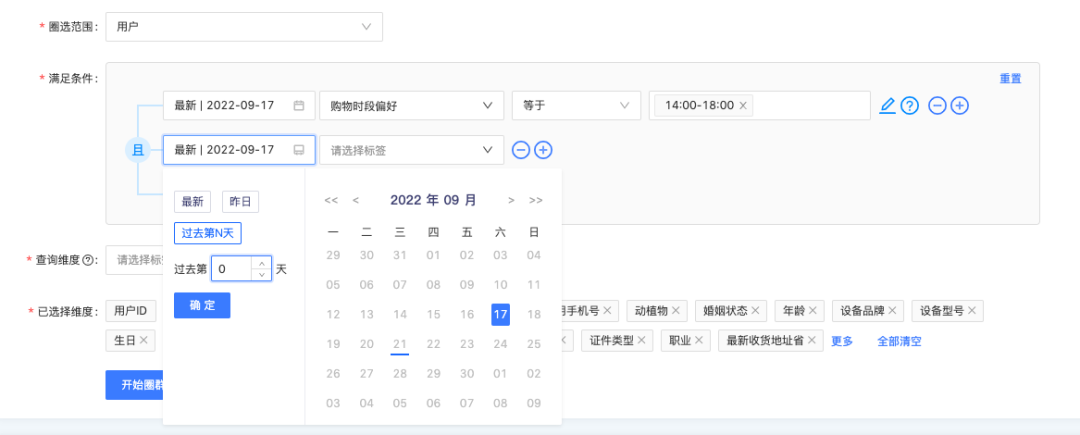 * 圈选范围: 用户
* 满足条件: 重置
最新 | 2022-09-17 购物时段偏好 等于 14:00-18:00 ×
且 最新 | 2022-09-17 请选择标签
最新 昨日 << < 2022 年 09 月 > >>
过去第N天 一 二 三 四 五 六 日
29 30 31 01 02 03 04
过去第 0 天
05 06 07 08 09 10 11
确 定
12 13 14 15 16 17 18
19 20 21 22 23 24 25
26 27 28 29 30 01 02
03 04 05 06 07 08 09
* 查询维度 ?: 请选择标
* 已选择维度: 用户ID 手机号 × 动植物 × 婚姻状态 × 年龄 × 设备品牌 × 设备型号 ×
生日 × × 证件类型 × 职业 × 最新收货地址省 × 更多 全部清空
开始圈群